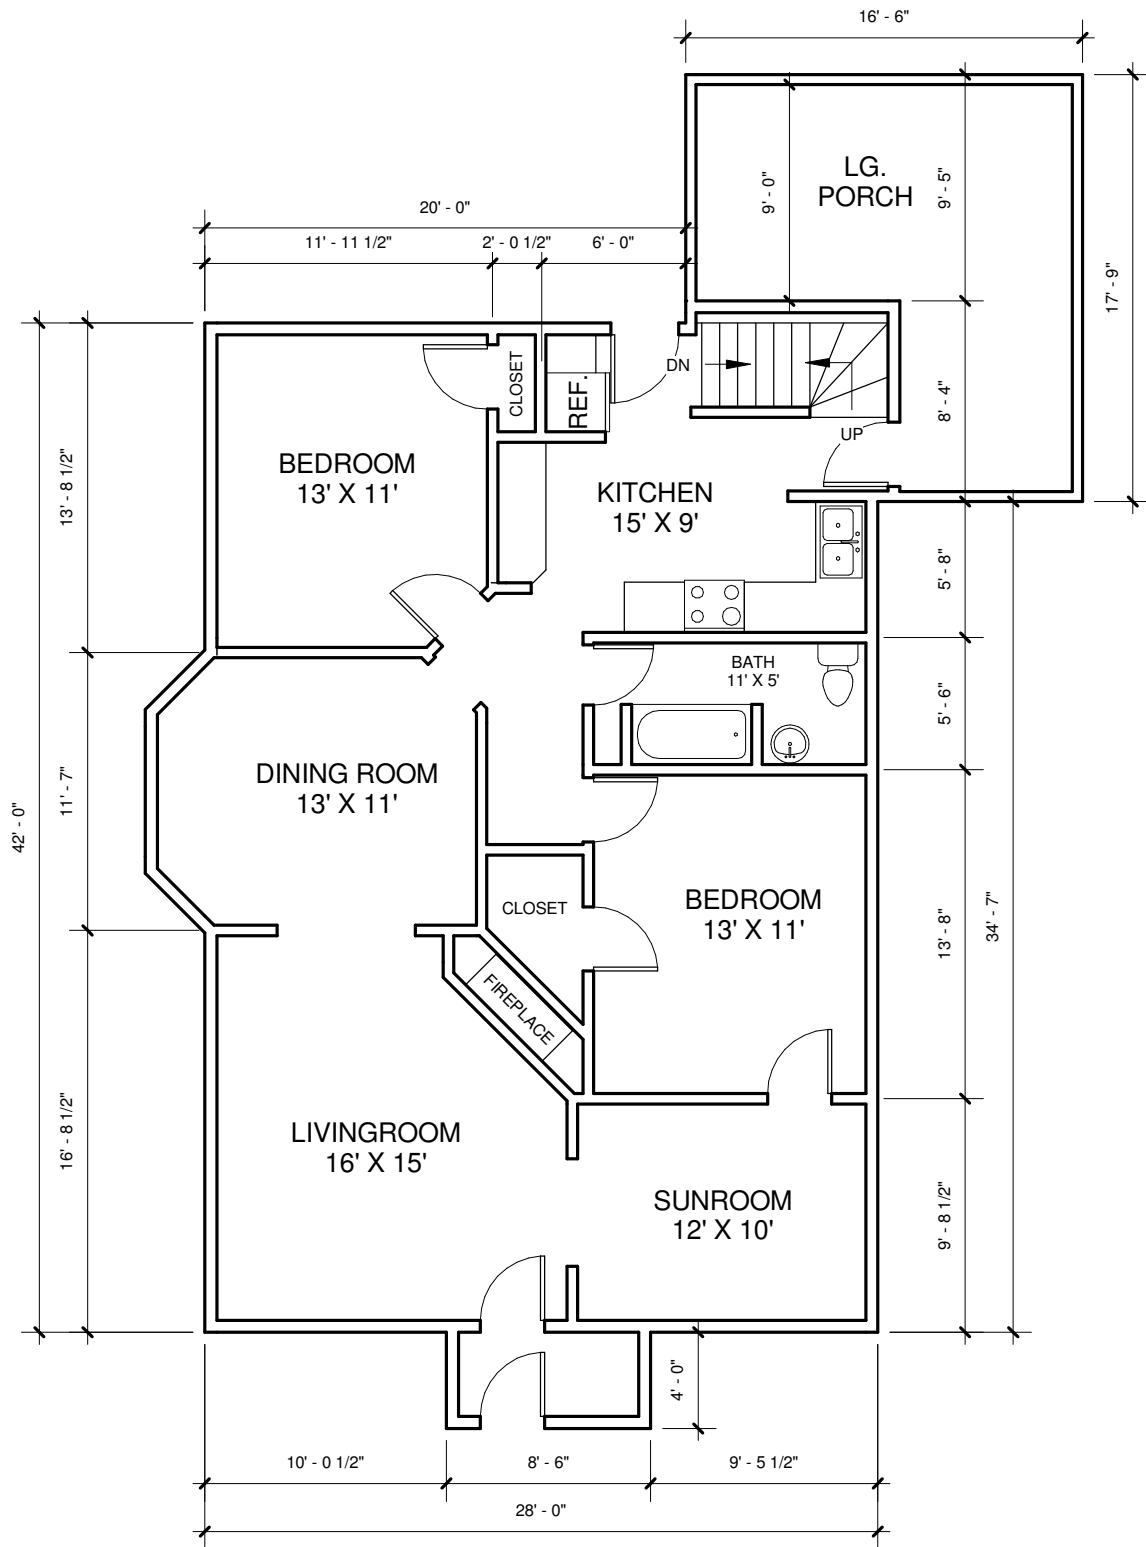 16' - 6"
LG.
PORCH
9' - 0"
9' - 5"
17' - 9"
20' - 0"
11' - 11 1/2"
2' - 0 1/2"
6' - 0"
CLOSET
REF.
DN
UP
8' - 4"
BEDROOM
13' X 11'
13' - 8 1/2"
KITCHEN
15' X 9'
5' - 8"
BATH
11' X 5'
5' - 6"
DINING ROOM
13' X 11'
11' - 7"
42' - 0"
CLOSET
BEDROOM
13' X 11'
13' - 8"
34' - 7"
FIREPLACE
LIVINGROOM
16' X 15'
16' - 8 1/2"
SUNROOM
12' X 10'
9' - 8 1/2"
4' - 0"
10' - 0 1/2"
8' - 6"
9' - 5 1/2"
28' - 0"